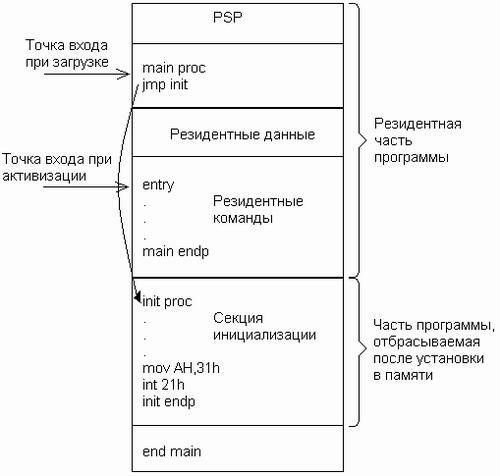 PSP
Точка входа
при загрузке
main proc
jmp init
Резидентные данные
Резидентная
часть
программы
Точка входа при
активизации
entry
.
Резидентные
.
команды
.
main endp
init proc
.
Секция
.
инициализации
.
mov AH,31h
int 21h
init endp
Часть программы,
отбрасываемая
после установки
в памяти
end main